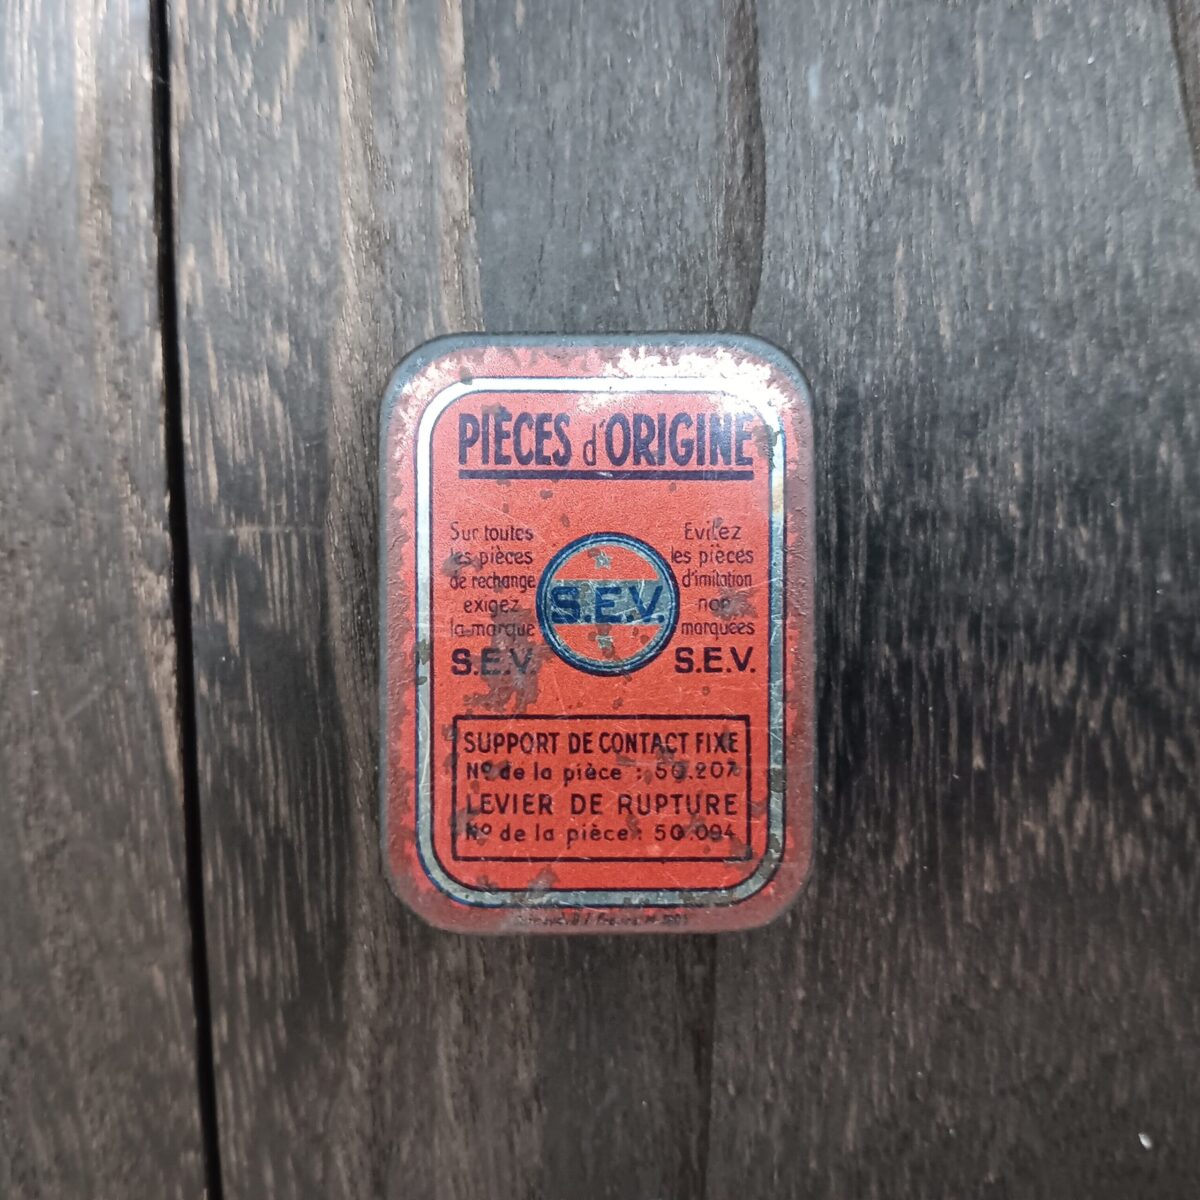 PIÈCES d'ORIGINE
Sur toutes
les pièces
de rechange
exigez
la marque
S.E.V.
S.E.V.
Evitez
les pièces
d'imitation
non
marquées
S.E.V.
SUPPORT DE CONTACT FIXE
Nº de la pièce : 50.207
LEVIER DE RUPTURE
Nº de la pièce : 50.094